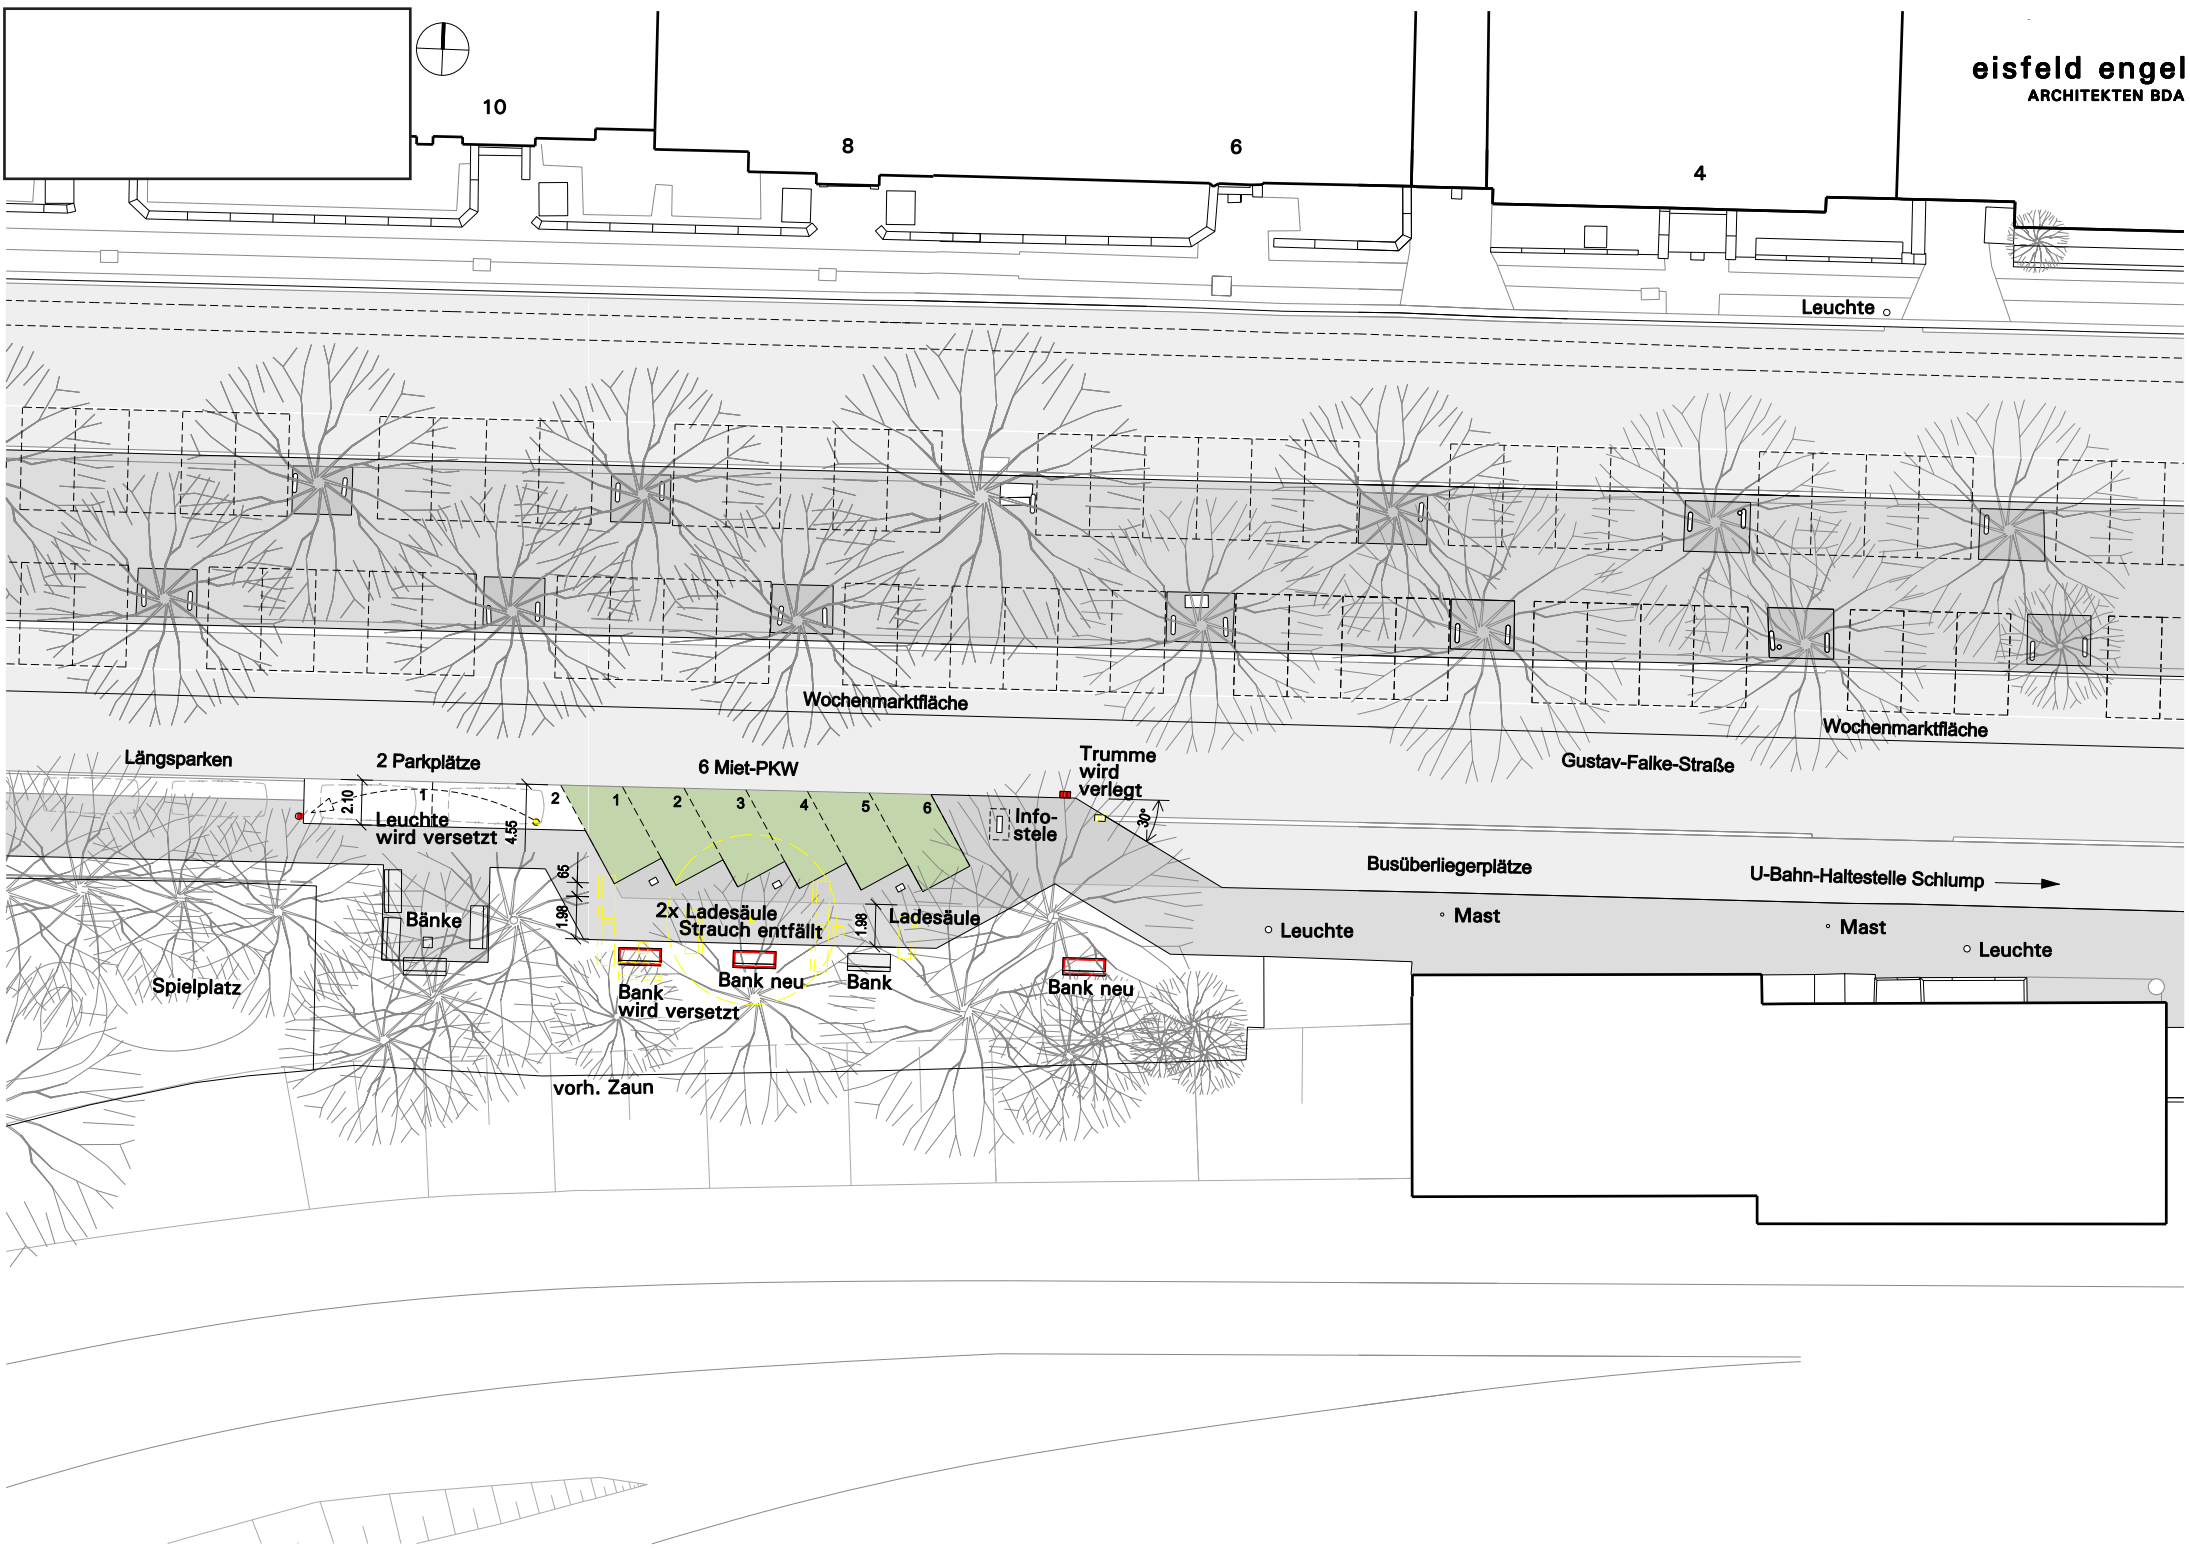 eisfeld engel
ARCHITEKTEN BDA
10
8
6
4
Leuchte
Wochenmarktfläche
Wochenmarktfläche
Längsparken
2 Parkplätze
6 Miet-PKW
Trumme
wird
verlegt
Gustav-Falke-Straße
2.10
1
2
1
2
3
4
5
6
Leuchte
wird versetzt
4.55
Info-
stele
30°
Busüberliegerplätze
U-Bahn-Haltestelle Schlump
65
1.98
Bänke
2x Ladesäule
Strauch entfällt
1.98
Ladesäule
Leuchte
Mast
Mast
Leuchte
Spielplatz
Bank
wird versetzt
Bank neu
Bank
Bank neu
vorh. Zaun